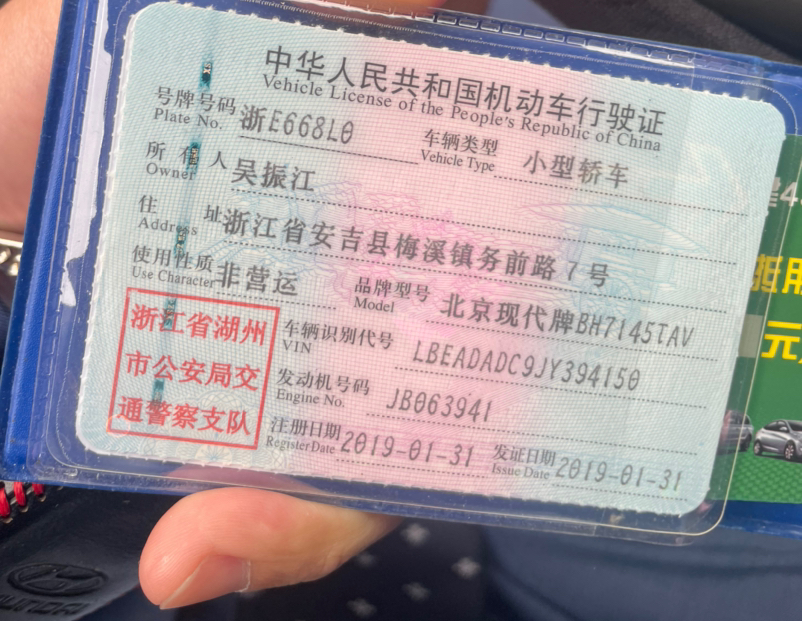 中华人民共和国机动车行驶证
Vehicle License of the People's Republic of China
号牌号码 浙E668L0 车辆类型 小型轿车
Plate No. Vehicle Type
所有人 吴振江
Owner
住址 浙江省安吉县梅溪镇务前路7号
Address
使用性质 非营运 品牌型号 北京现代牌BH7145TAV
Use Character Model
浙江省湖州
市公安局交
通警察支队
车辆识别代号 LBEADADC9JY394150
VIN
发动机号码 JB063941
Engine No.
注册日期 2019-01-31 发证日期 2019-01-31
Register Date Issue Date
抵用
元